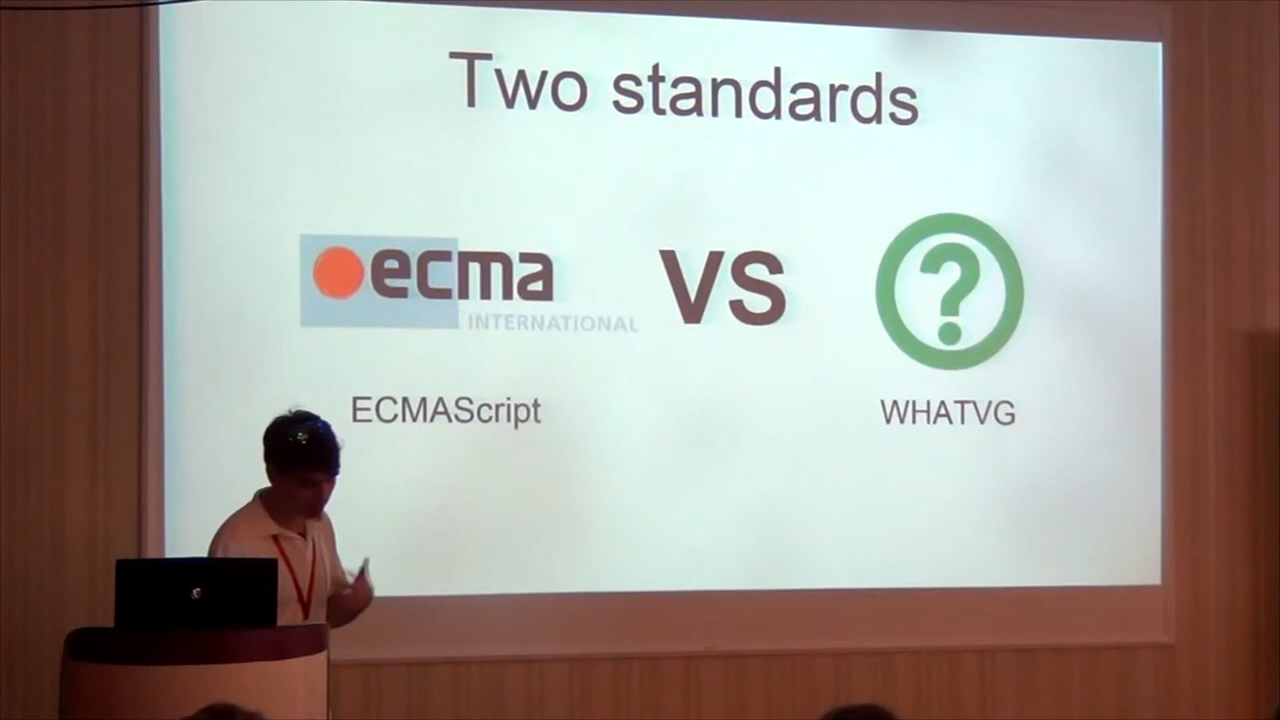 Two standards
ecma
INTERNATIONAL
VS
?
ECMAScript
WHATVG